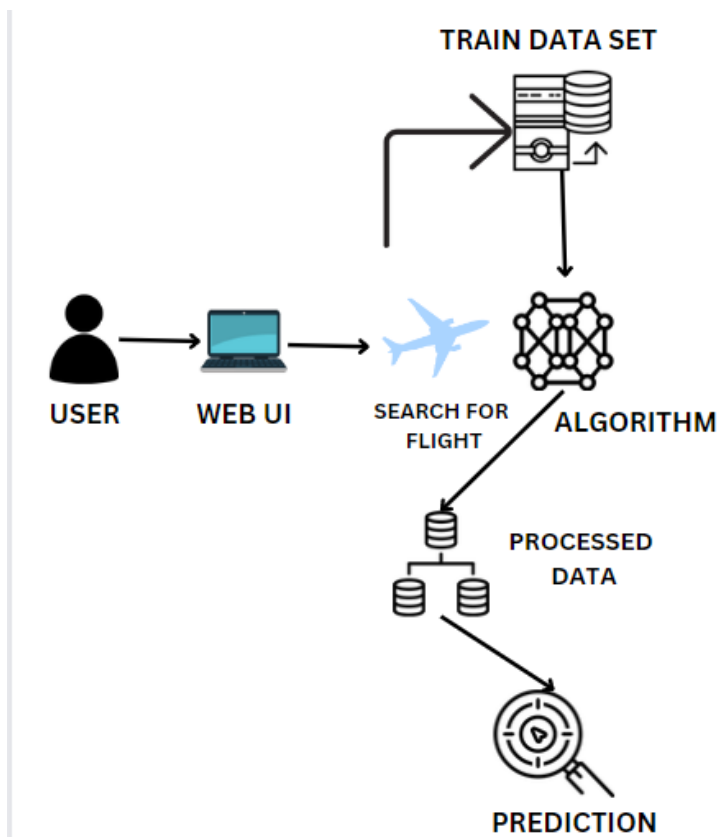 TRAIN DATA SET
USER
WEB UI
SEARCH FOR
FLIGHT
ALGORITHM
PROCESSED
DATA
PREDICTION